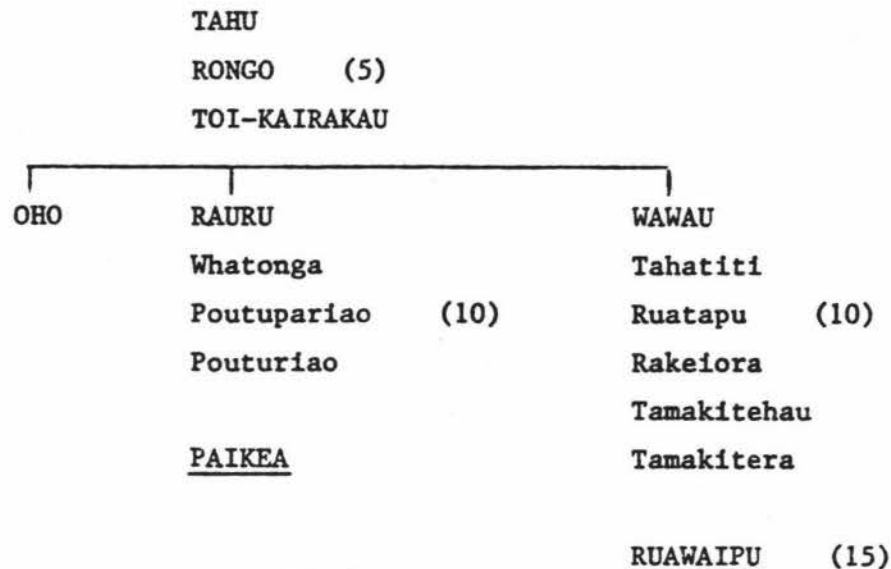 TAHU
RONGO (5)
TOI-KAIRAKAU
OHO RAURU WAWAU
Whatonga Tahatiti
Poutupariao (10) Ruatapu (10)
Pouturiao Rakeiora
Tamakitehau
PAIKEA Tamakitera
RUAWAIPU (15)